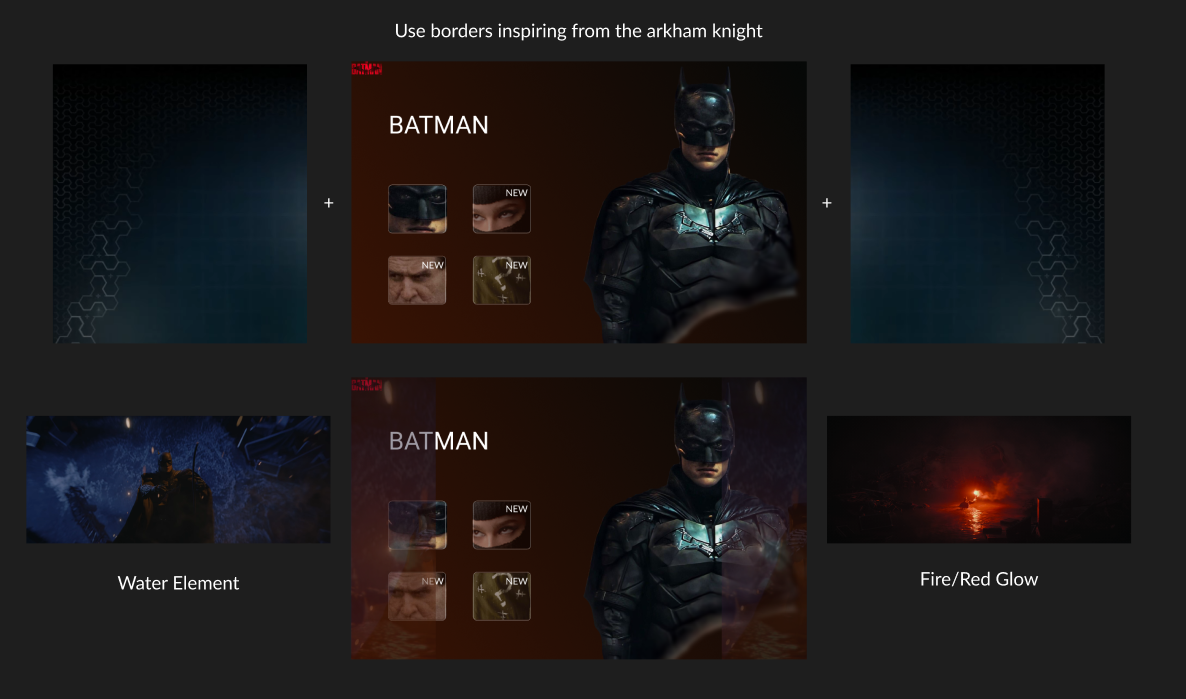 Use borders inspiring from the arkham knight
BATMAN
NEW
NEW
NEW
+
+
BATMAN
NEW
NEW
NEW
Water Element
Fire/Red Glow